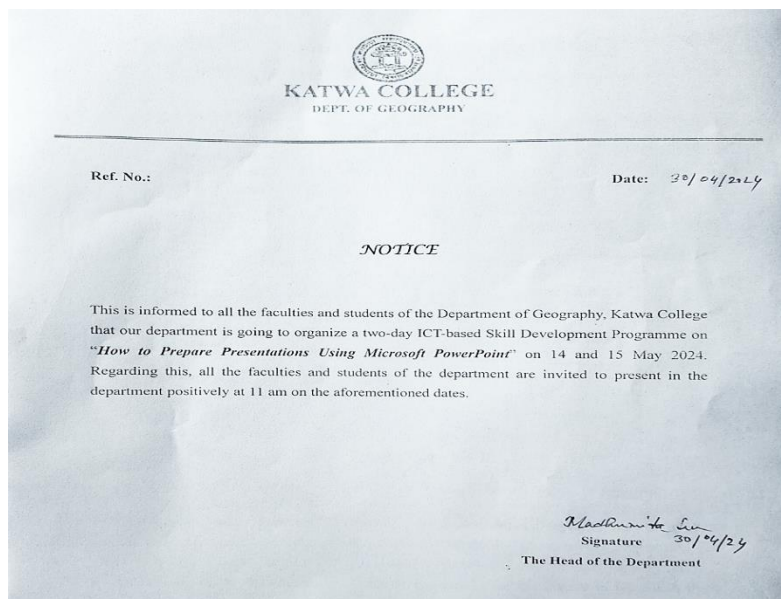 KATWA COLLEGE
DEPT. OF GEOGRAPHY
Ref. No.:
Date: 30/04/2024
NOTICE
This is informed to all the faculties and students of the Department of Geography, Katwa College
that our department is going to organize a two-day ICT-based Skill Development Programme on
“How to Prepare Presentations Using Microsoft PowerPoint” on 14 and 15 May 2024.
Regarding this, all the faculties and students of the department are invited to present in the
department positively at 11 am on the aforementioned dates.
Madhumita Sen
Signature 30/04/24
The Head of the Department